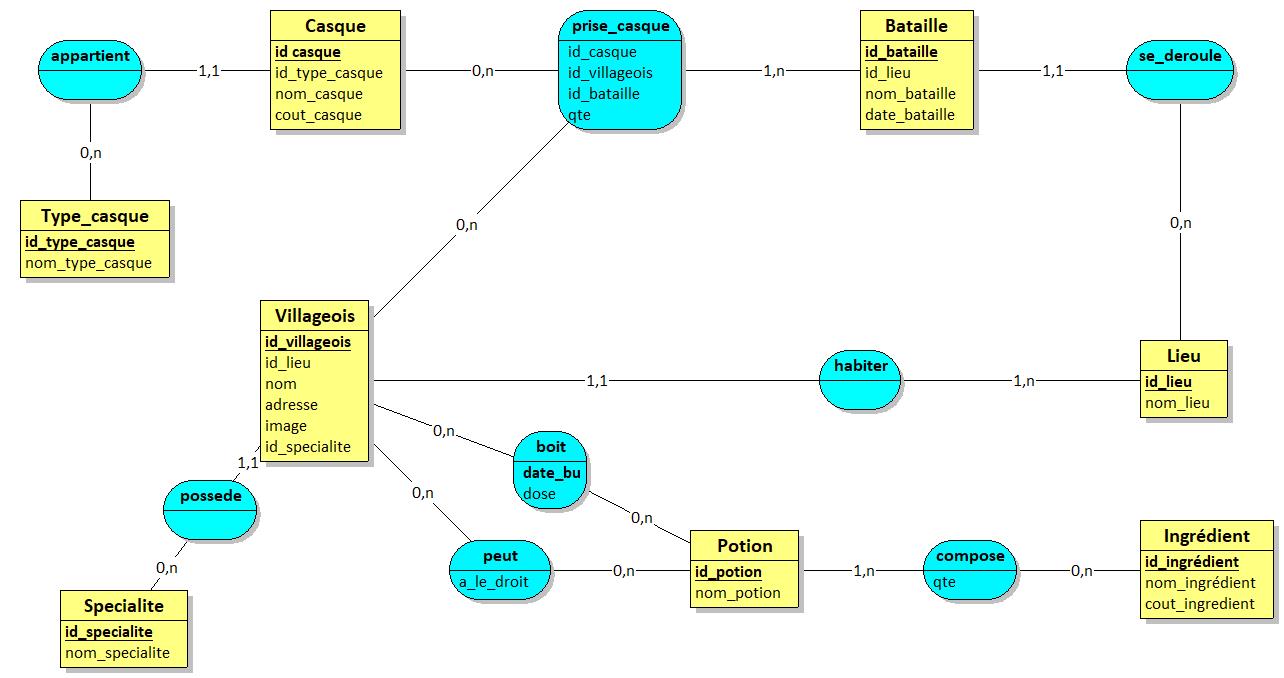 appartient
1,1
Casque
id casque
id_type_casque
nom_casque
cout_casque
0,n
prise_casque
id_casque
id_villageois
id_bataille
qte
1,n
Bataille
id_bataille
id_lieu
nom_bataille
date_bataille
1,1
se_deroule
0,n
Type_casque
id_type_casque
nom_type_casque
0,n
0,n
Villageois
id_villageois
id_lieu
nom
adresse
image
id_specialite
1,1
habiter
1,n
Lieu
id_lieu
nom_lieu
0,n
boit
date_bu
dose
0,n
1,1
possede
0,n
Specialite
id_specialite
nom_specialite
0,n
peut
a_le_droit
0,n
Potion
id_potion
nom_potion
1,n
compose
qte
0,n
Ingrédient
id_ingrédient
nom_ingrédient
cout_ingredient